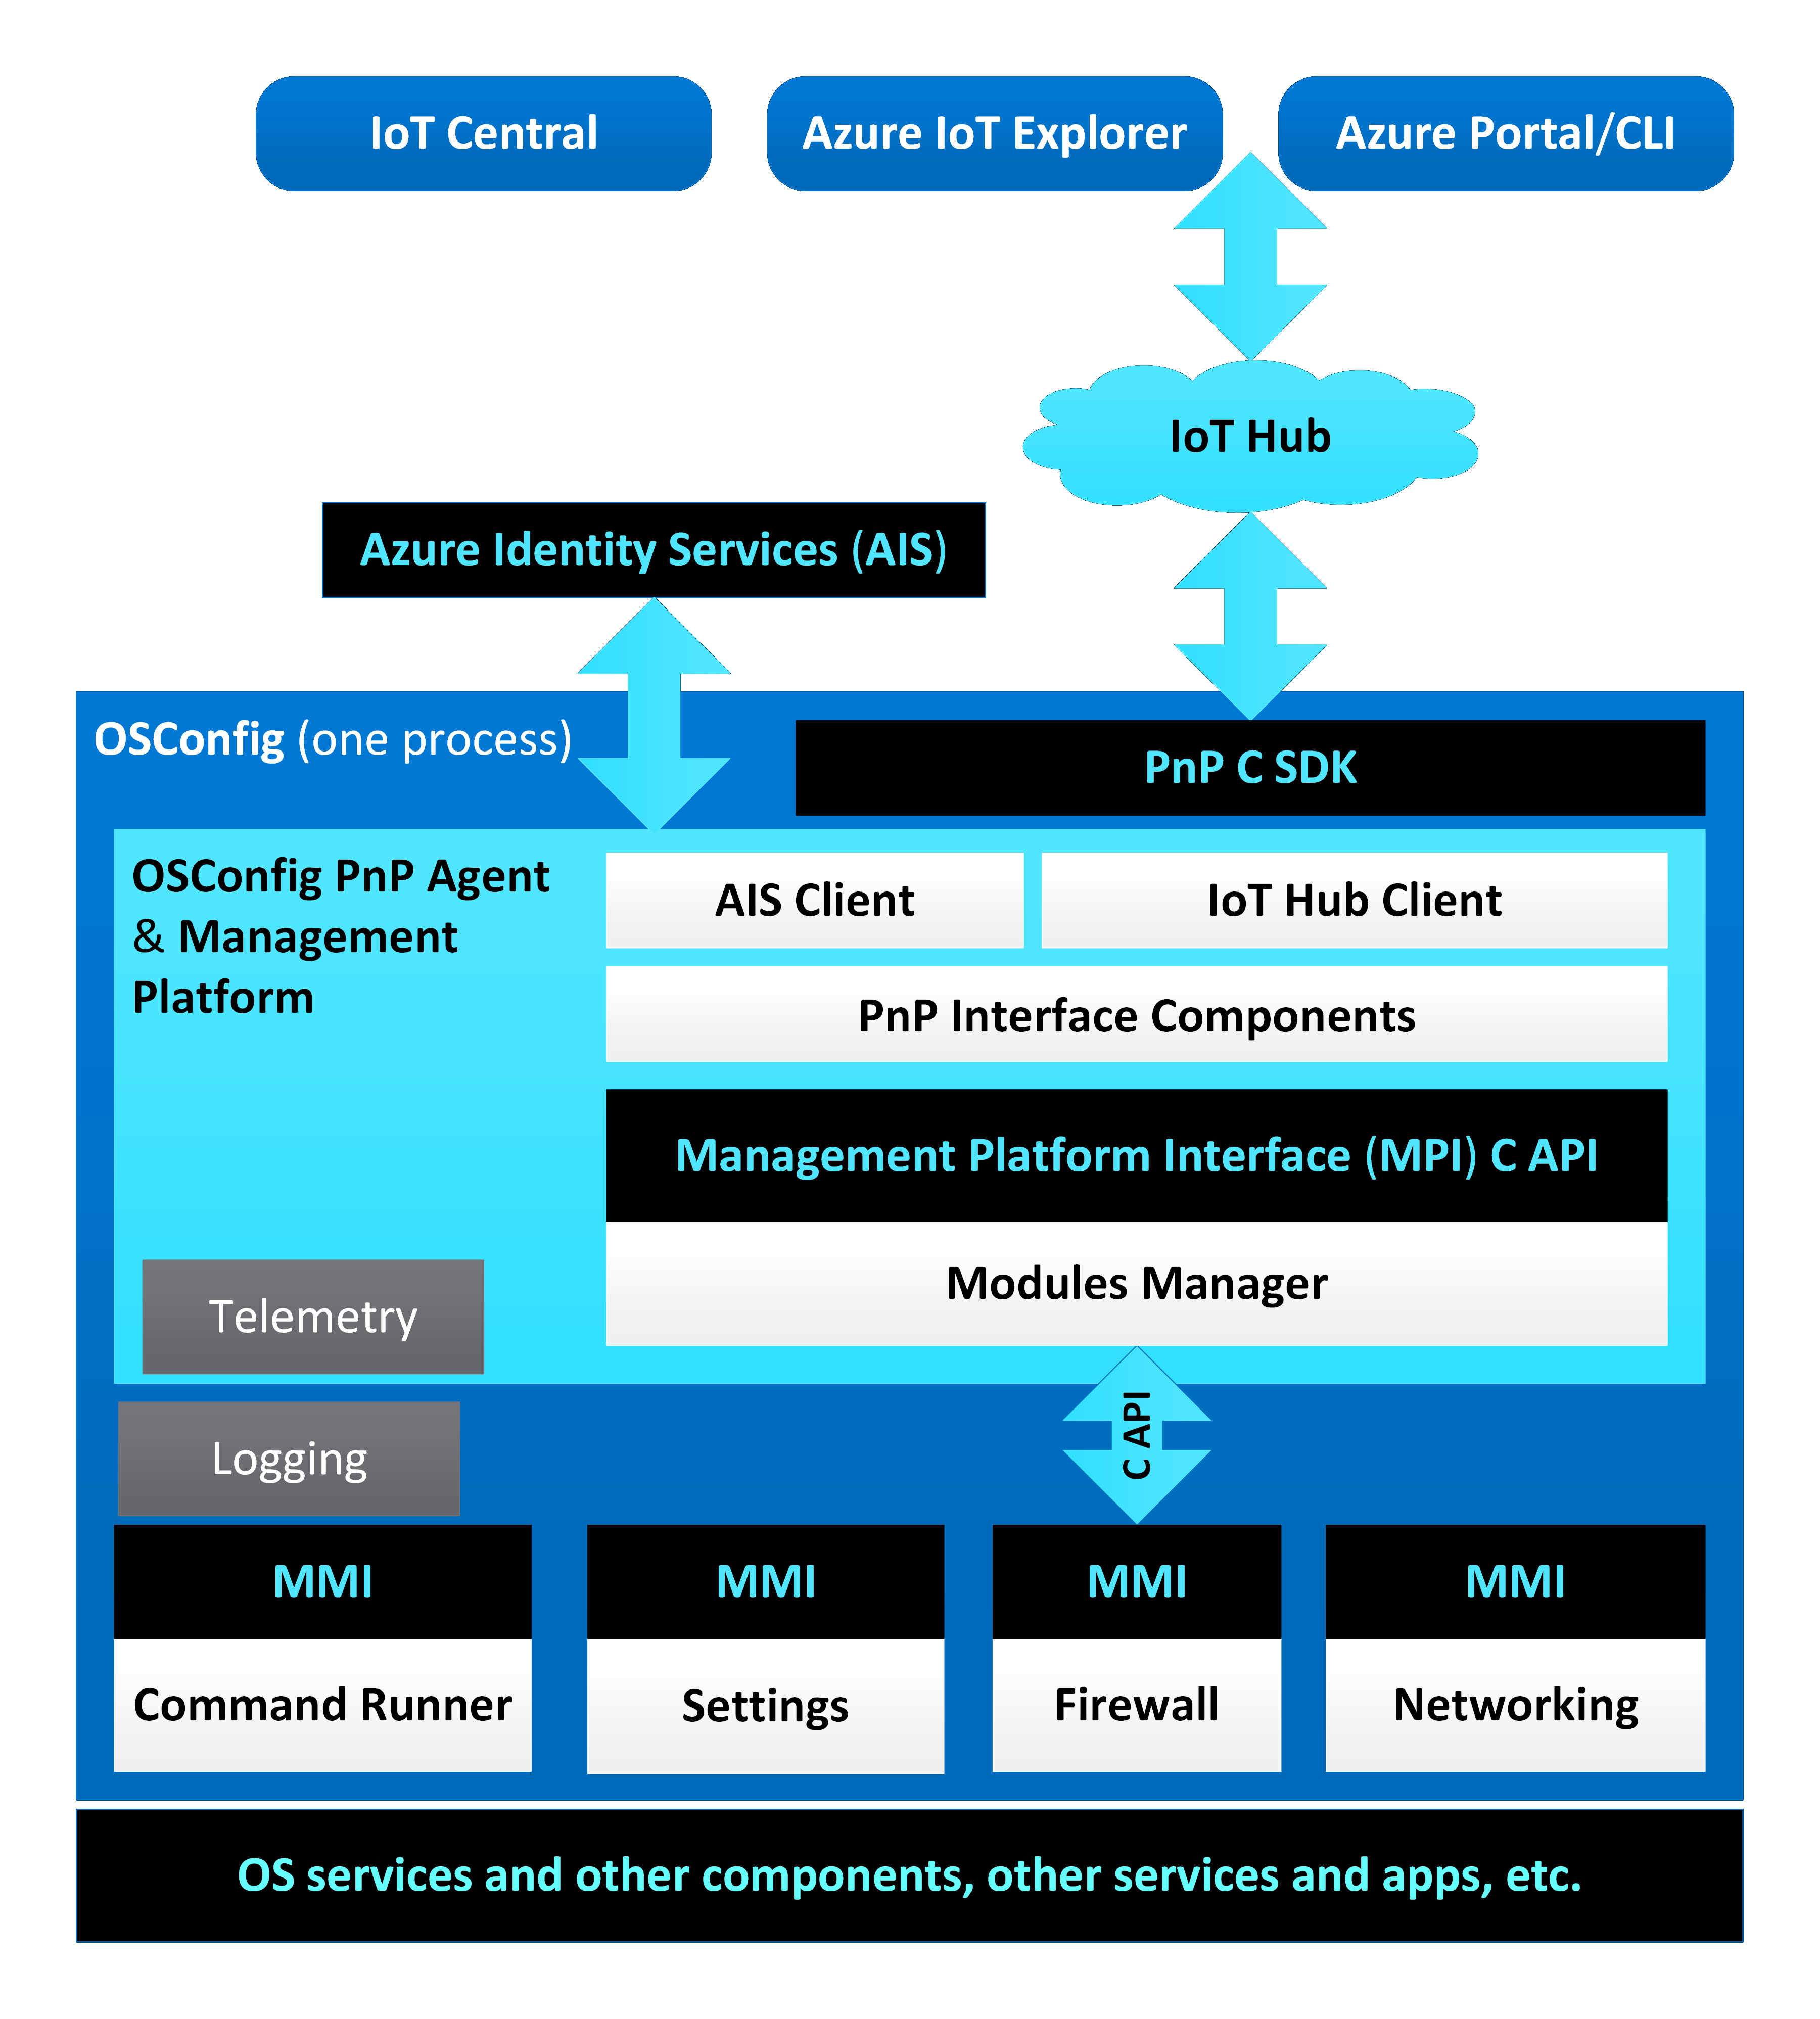 IoT Central
Azure IoT Explorer
Azure Portal/CLI
IoT Hub
Azure Identity Services (AIS)
OSConfig (one process)
PnP C SDK
OSConfig PnP Agent
& Management
Platform
AIS Client
IoT Hub Client
PnP Interface Components
Management Platform Interface (MPI) C API
Modules Manager
Telemetry
Logging
C API
MMI
MMI
MMI
MMI
Command Runner
Settings
Firewall
Networking
OS services and other components, other services and apps, etc.